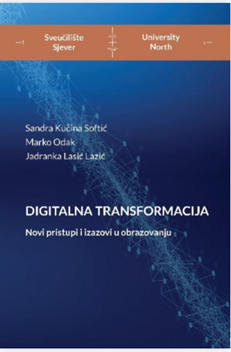 Sveučilište
Sjever
University
North
Sandra Kučina Softić
Marko Odak
Jadranka Lasić Lazić
DIGITALNA TRANSFORMACIJA
Novi pristupi i izazovi u obrazovanju